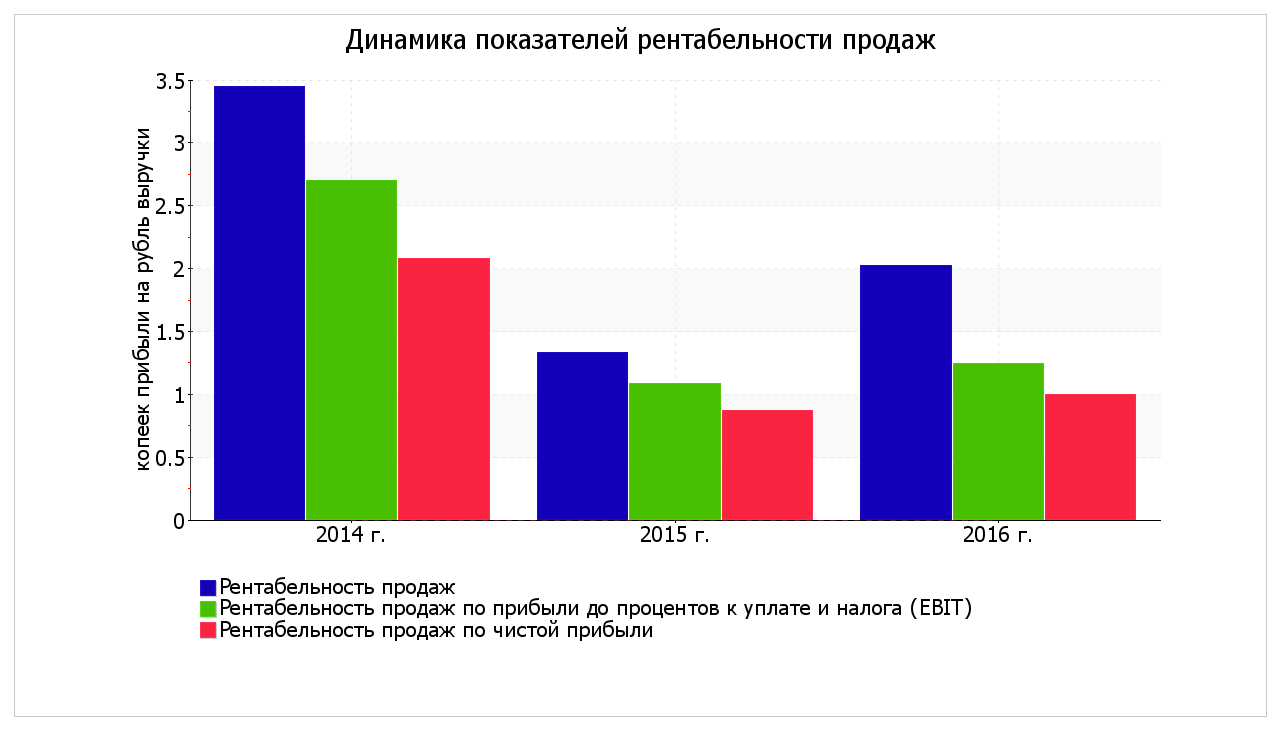 Динамика показателей рентабельности продаж
копеек прибыли на рубль выручки
3.5
3
2.5
2
1.5
1
0.5
0
2014 г. 2015 г. 2016 г.
Рентабельность продаж
Рентабельность продаж по прибыли до процентов к уплате и налога (EBIT)
Рентабельность продаж по чистой прибыли